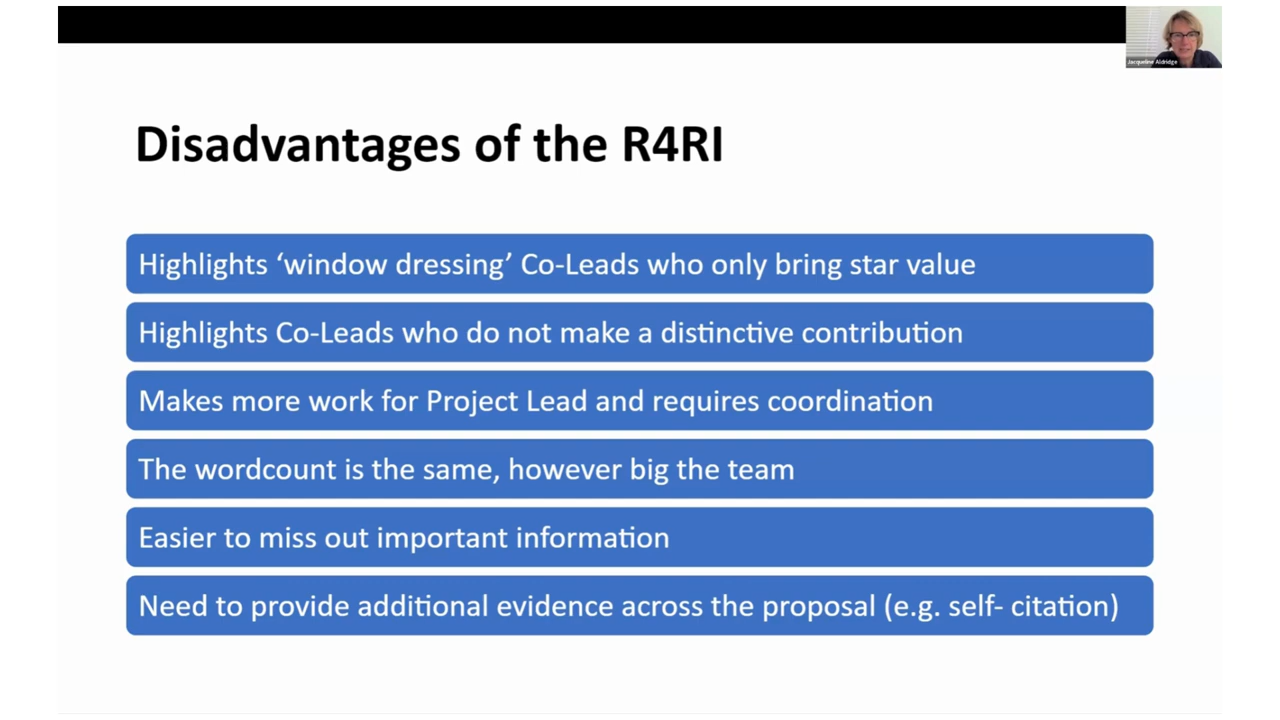 Jacqueline Aldridge
Disadvantages of the R4RI
Highlights ‘window dressing’ Co-Leads who only bring star value
Highlights Co-Leads who do not make a distinctive contribution
Makes more work for Project Lead and requires coordination
The wordcount is the same, however big the team
Easier to miss out important information
Need to provide additional evidence across the proposal (e.g. self- citation)